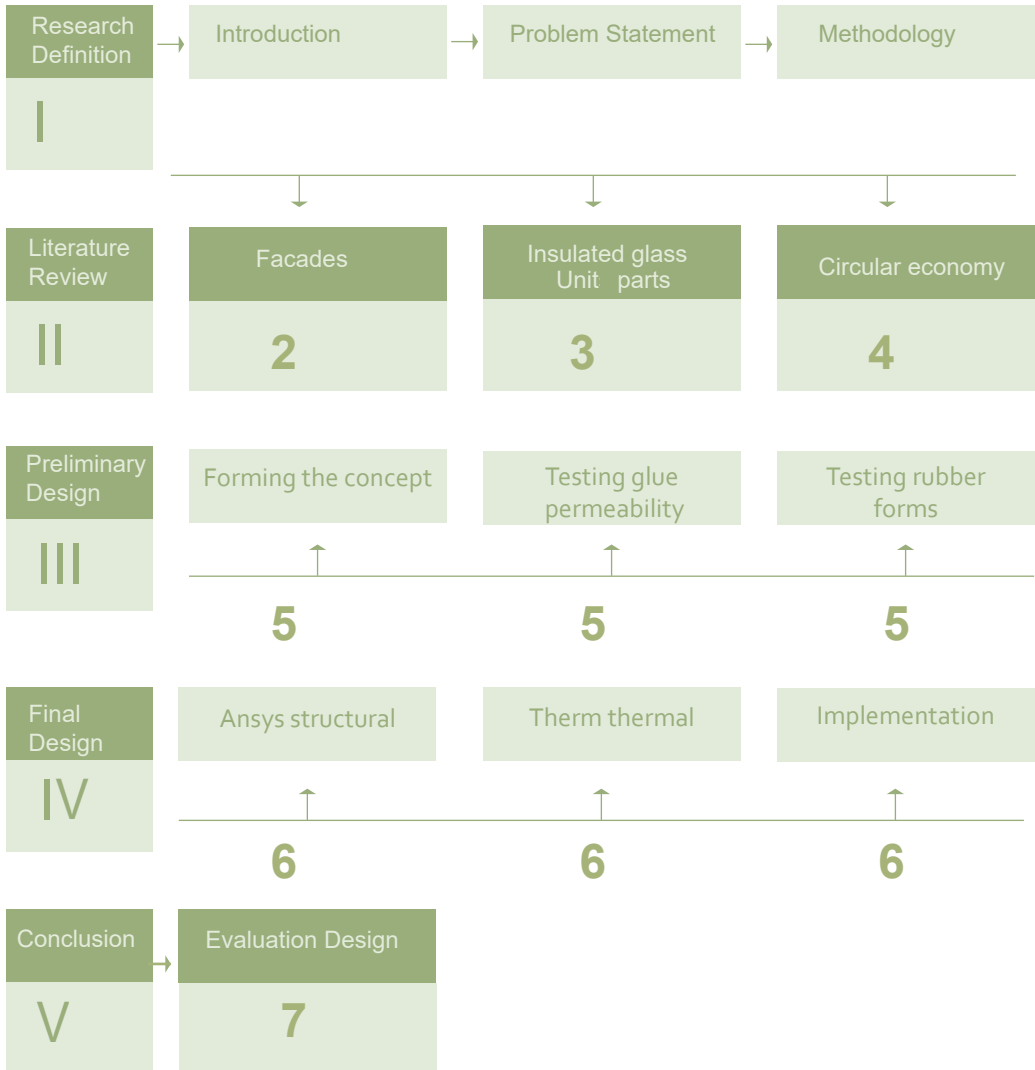 Research
Definition
I
Introduction
Problem Statement
Methodology
Literature
Review
II
Facades
2
Insulated glass
Unit parts
3
Circular economy
4
Preliminary
Design
III
Forming the concept
5
Testing glue
permeability
5
Testing rubber
forms
5
Final
Design
IV
Ansys structural
6
Therm thermal
6
Implementation
6
Conclusion
V
Evaluation Design
7